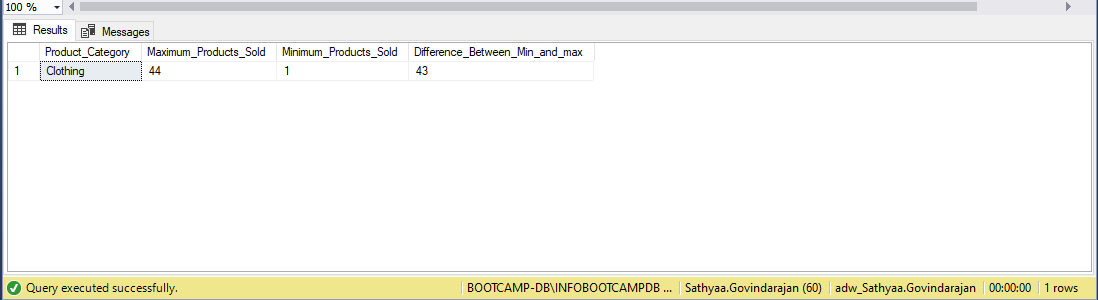 100 %
Results Messages
Product_Category Maximum_Products_Sold Minimum_Products_Sold Difference_Between_Min_and_max
1 Clothing 44 1 43
Query executed successfully. BOOTCAMP-DB\INFOBOOTCAMPDB ... Sathyaa.Govindarajan (60) adw_Sathyaa.Govindarajan 00:00:00 1 rows